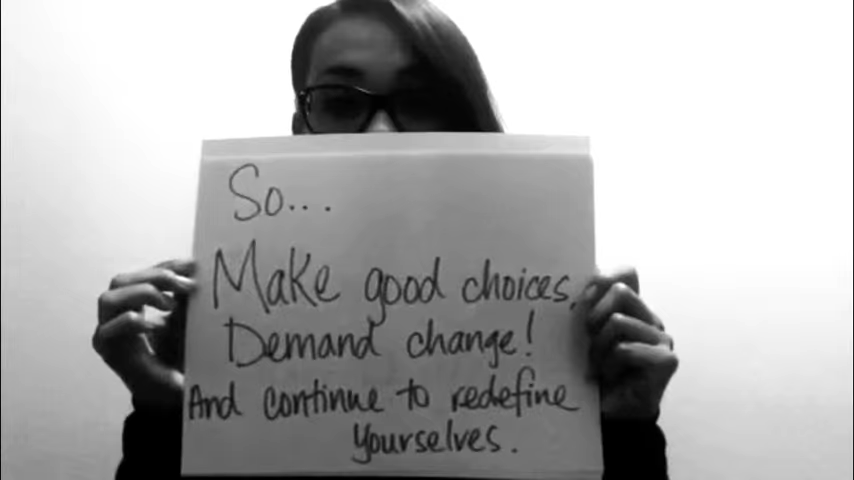 So...
Make good choices,
Demand change!
And continue to redefine
yourselves.